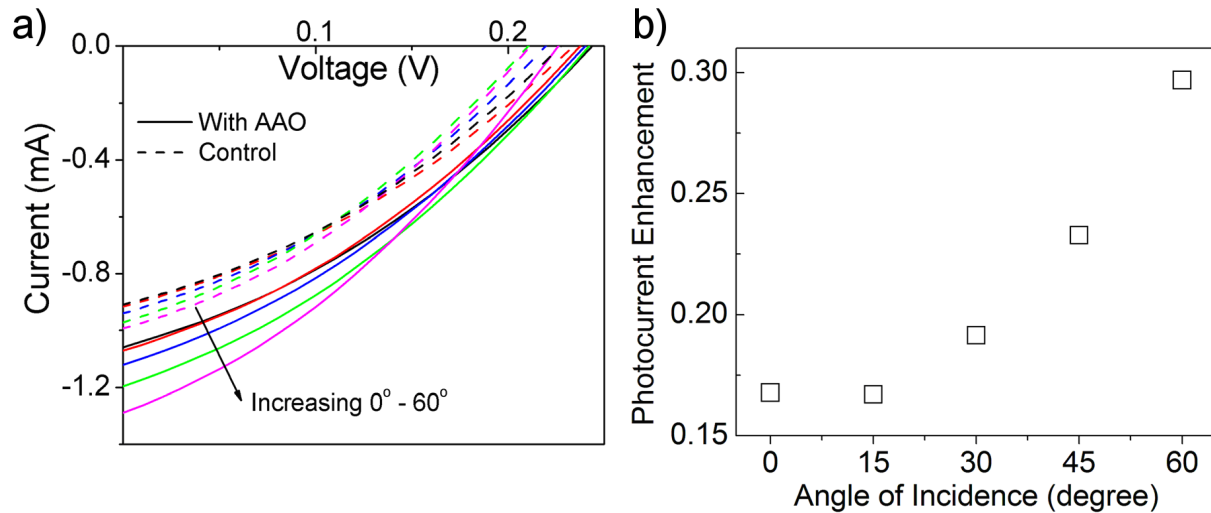 a)
0.1 0.2
0.0
Voltage (V)
With AAO
Control
-0.4
-0.8
-1.2
Current (mA)
Increasing 0° - 60°
b)
0.30
0.25
0.20
0.15
Photocurrent Enhancement
0 15 30 45 60
Angle of Incidence (degree)